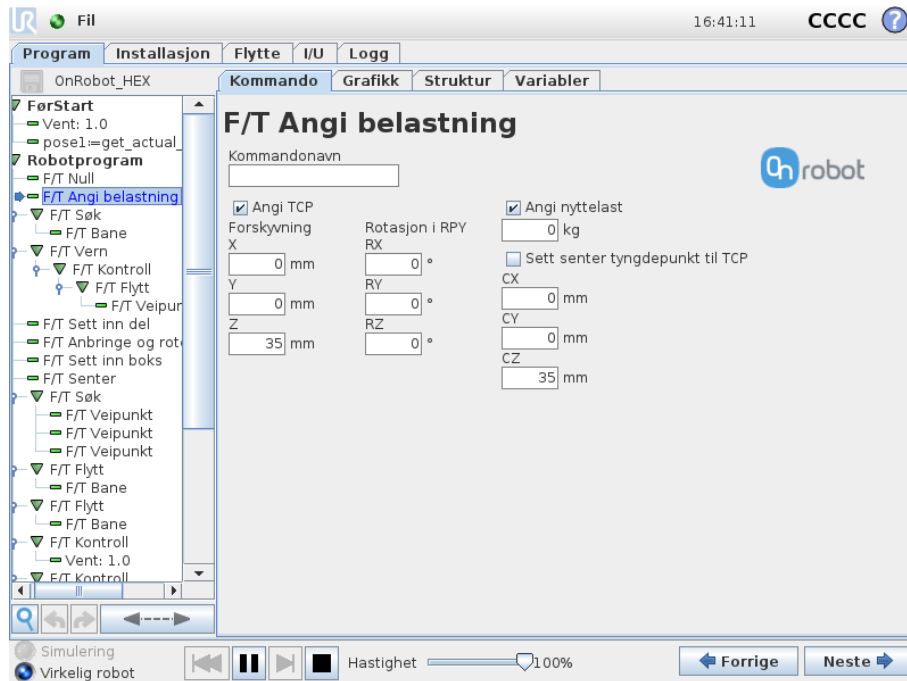 Fil
16:41:11
CCCC
?
Program Installasjon Flytte I/U Logg
OnRobot_HEX
Kommando Grafikk Struktur Variabler
FørStart
Vent: 1.0
pose1:=get_actual_
Robotprogram
F/T Null
F/T Angi belastning
F/T Søk
F/T Bane
F/T Vern
F/T Kontroll
F/T Flytt
F/T Veipur
F/T Sett inn del
F/T Anbringe og rot
F/T Sett inn boks
F/T Senter
F/T Søk
F/T Veipunkt
F/T Veipunkt
F/T Veipunkt
F/T Flytt
F/T Bane
F/T Flytt
F/T Bane
F/T Kontroll
Vent: 1.0
F/T Kontroll
F/T Angi belastning
On robot
Kommandonavn
Angi TCP
Forskyvning
X
0 mm
Y
0 mm
Z
35 mm
Rotasjon i RPY
RX
0 °
RY
0 °
RZ
0 °
Angi nyttelast
0 kg
Sett senter tyngdepunkt til TCP
CX
0 mm
CY
0 mm
CZ
35 mm
Simulering
Virkelig robot
Hastighet 100%
Forrige
Neste